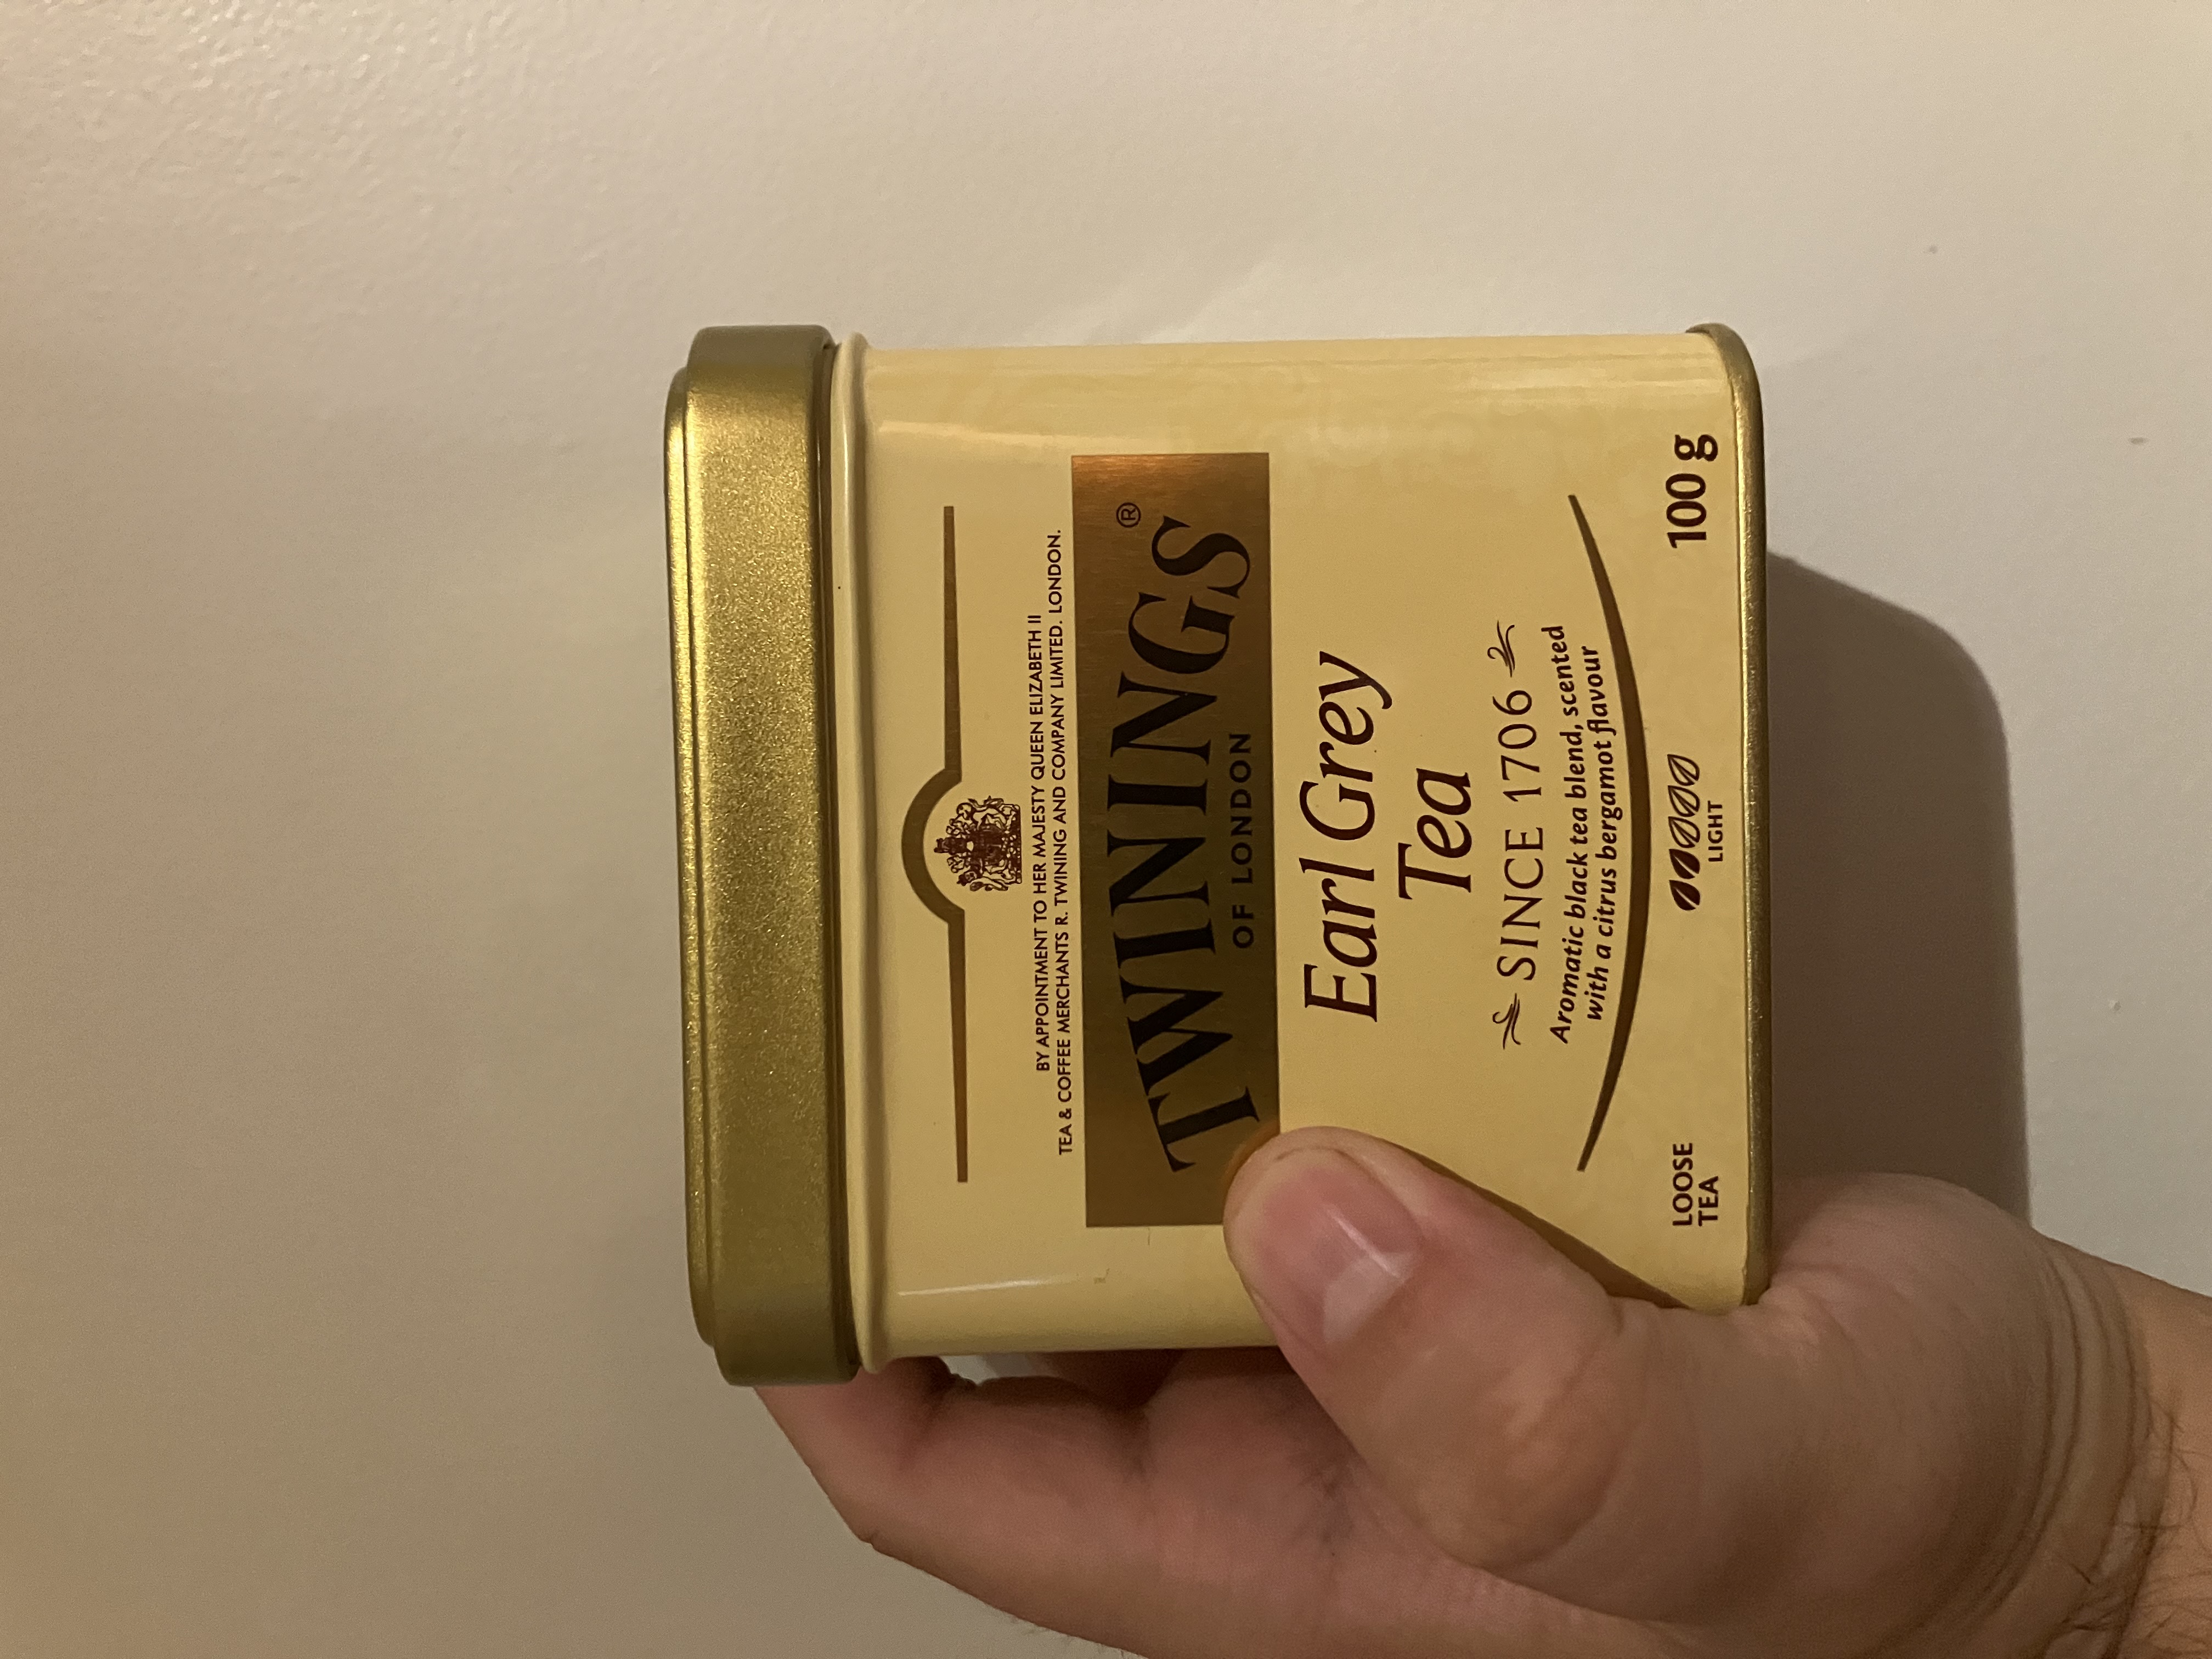 BY APPOINTMENT TO HER MAJESTY QUEEN ELIZABETH II
TEA & COFFEE MERCHANTS R. TWINING AND COMPANY LIMITED. LONDON.
TWININGS®
OF LONDON
Earl Grey
Tea
SINCE 1706
Aromatic black tea blend, scented
with a citrus bergamot flavour
LOOSE
TEA
LIGHT
100 g